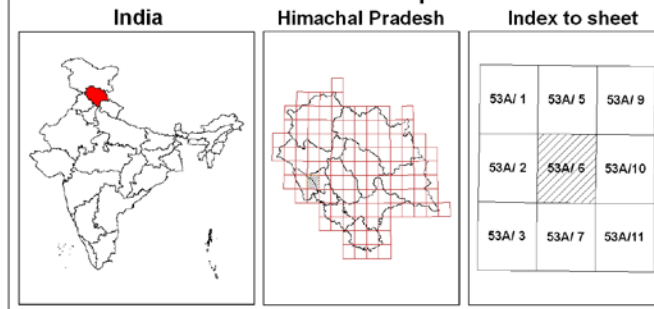 India
Himachal Pradesh
Index to sheet
53A/ 1 53A/ 5 53A/ 9
53A/ 2 53A/ 6 53A/10
53A/ 3 53A/ 7 53A/11